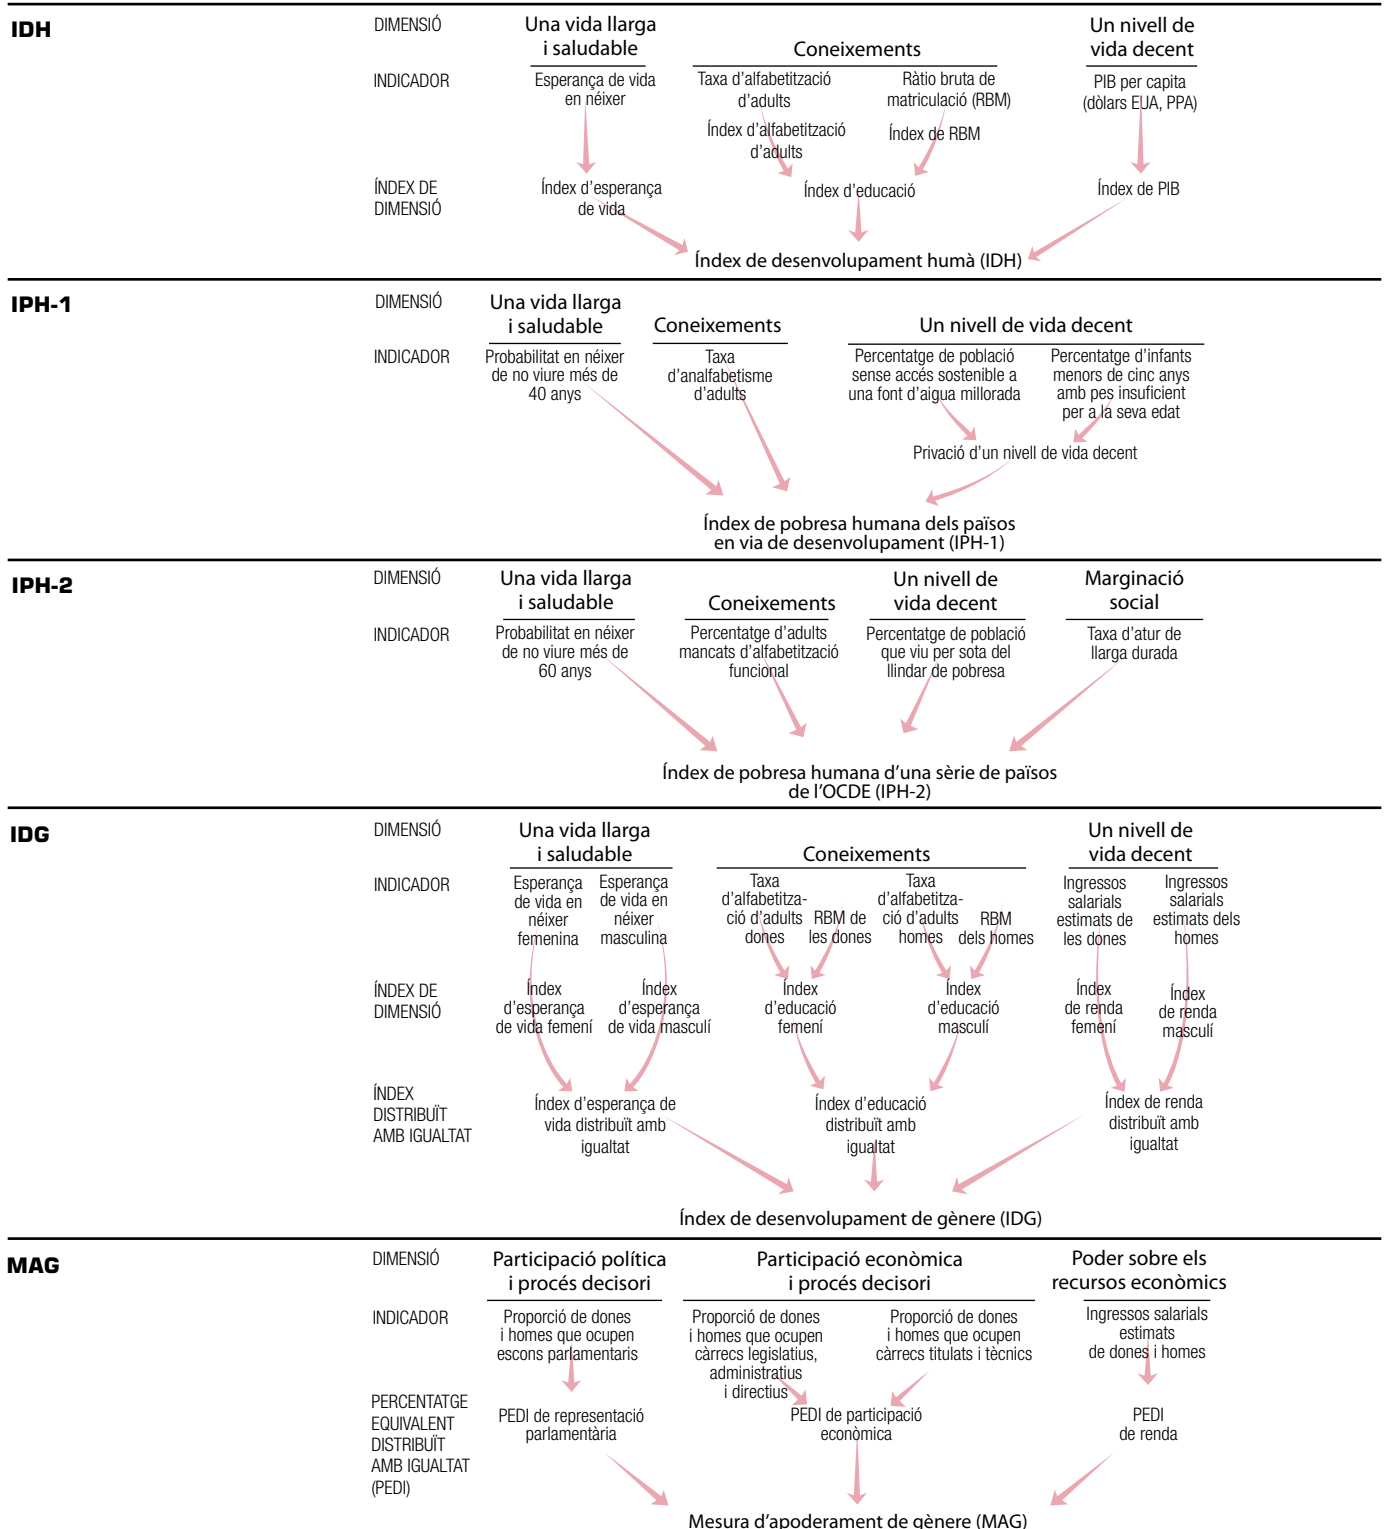 IDH
DIMENSIÓ
Una vida llarga
i saludable
Coneixements
Un nivell de
vida decent
INDICADOR
Esperança de vida
en néixer
Taxa d'alfabetització
d'adults
Ràtio bruta de
matriculació (RBM)
PIB per capita
(dòlars EUA, PPA)
Índex d'alfabetització
d'adults
Índex de RBM
ÍNDEX DE
DIMENSIÓ
Índex d'esperança
de vida
Índex d'educació
Índex de PIB
Índex de desenvolupament humà (IDH)
IPH-1
DIMENSIÓ
Una vida llarga
i saludable
Coneixements
Un nivell de vida decent
INDICADOR
Probabilitat en néixer
de no viure més de
40 anys
Taxa
d'analfabetisme
d'adults
Percentatge de població
sense accés sostenible a
una font d'aigua millorada
Percentatge d'infants
menors de cinc anys
amb pes insuficient
per a la seva edat
Privació d'un nivell de vida decent
Índex de pobresa humana dels països
en via de desenvolupament (IPH-1)
IPH-2
DIMENSIÓ
Una vida llarga
i saludable
Coneixements
Un nivell de
vida decent
Marginació
social
INDICADOR
Probabilitat en néixer
de no viure més de
60 anys
Percentatge d'adults
mancats d'alfabetització
funcional
Percentatge de població
que viu per sota del
llindar de pobresa
Taxa d'atur de
llarga durada
Índex de pobresa humana d'una sèrie de països
de l'OCDE (IPH-2)
IDG
DIMENSIÓ
Una vida llarga
i saludable
Coneixements
Un nivell de
vida decent
INDICADOR
Esperança
de vida en
néixer
femenina
Esperança
de vida en
néixer
masculina
Taxa
d'alfabetitza-
ció d'adults
dones
RBM de
les dones
Taxa
d'alfabetitza-
ció d'adults
homes
RBM
dels homes
Ingressos
salarials
estimats de
les dones
Ingressos
salarials
estimats dels
homes
ÍNDEX DE
DIMENSIÓ
Índex
d'esperança
de vida femení
Índex
d'esperança
de vida masculí
Índex
d'educació
femení
Índex
d'educació
masculí
Índex
de renda
femení
Índex
de renda
masculí
ÍNDEX
DISTRIBUÏT
AMB IGUALTAT
Índex d'esperança de
vida distribuït amb
igualtat
Índex d'educació
distribuït amb
igualtat
Índex de renda
distribuït amb
igualtat
Índex de desenvolupament de gènere (IDG)
MAG
DIMENSIÓ
Participació política
i procés decisori
Participació econòmica
i procés decisori
Poder sobre els
recursos econòmics
INDICADOR
Proporció de dones
i homes que ocupen
escons parlamentaris
Proporció de dones
i homes que ocupen
càrrecs legislatius,
administratius
i directius
Proporció de dones
i homes que ocupen
càrrecs titulats i tècnics
Ingressos salarials
estimats
de dones i homes
PERCENTATGE
EQUIVALENT
DISTRIBUÏT
AMB IGUALTAT
(PEDI)
PEDI de representació
parlamentària
PEDI de participació
econòmica
PEDI
de renda
Mesura d'apoderament de gènere (MAG)